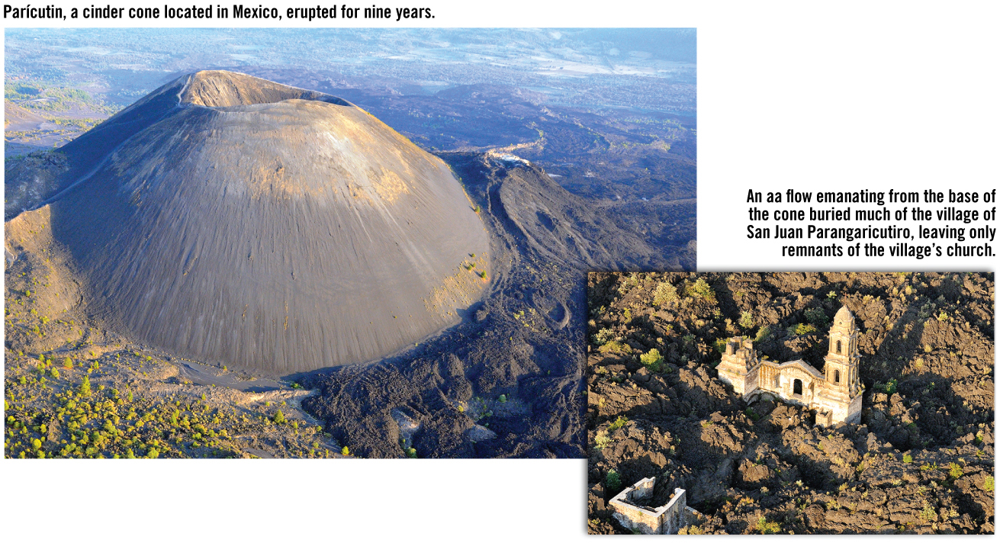 Parícutin, a cinder cone located in Mexico, erupted for nine years.
An aa flow emanating from the base of
the cone buried much of the village of
San Juan Parangaricutiro, leaving only
remnants of the village’s church.